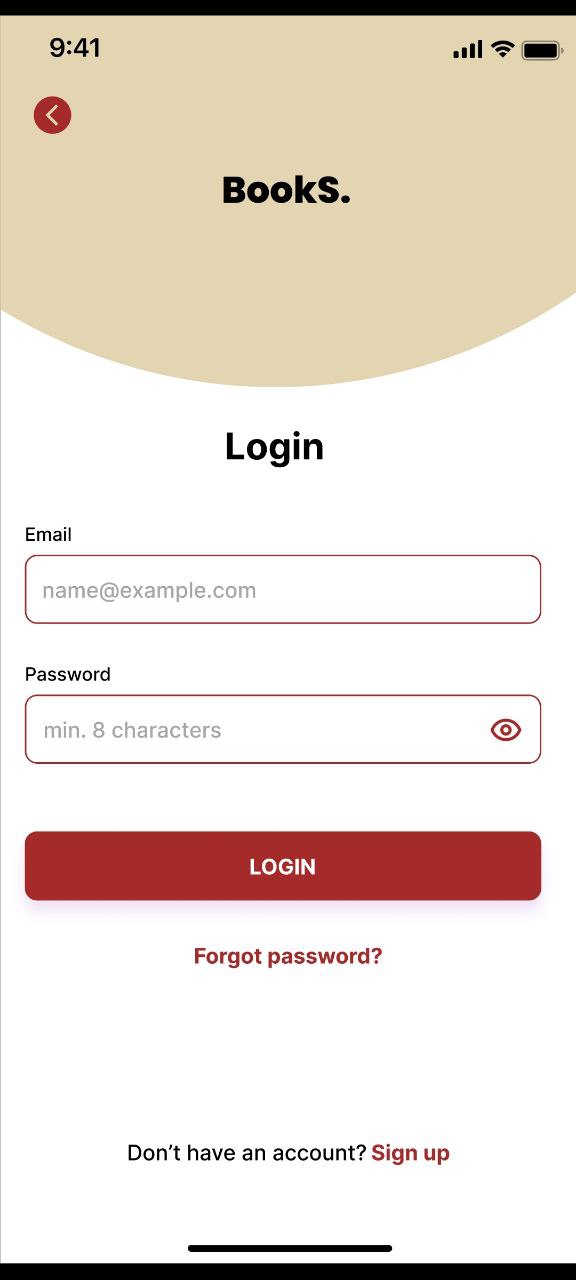 9:41
BookS.
Login
Email
name@example.com
Password
min. 8 characters
LOGIN
Forgot password?
Don’t have an account? Sign up